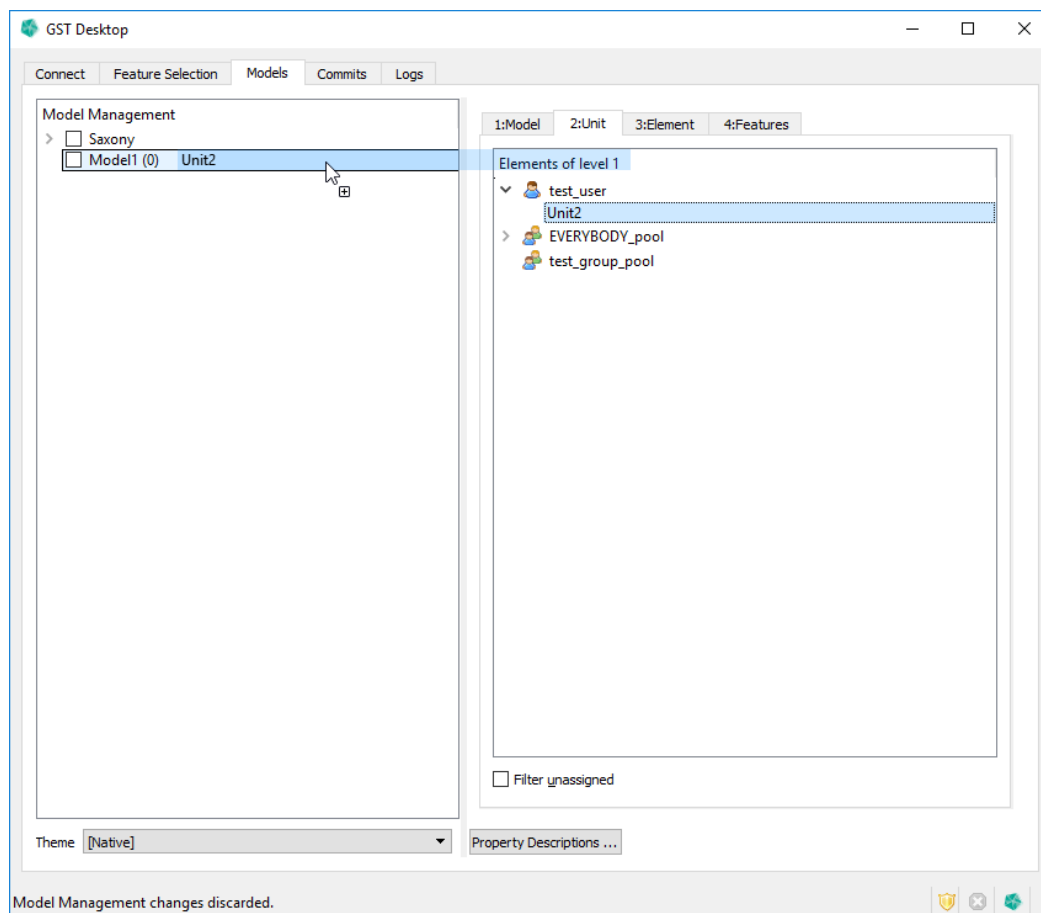 GST Desktop
Connect Feature Selection Models Commits Logs
Model Management
Saxony
Model1 (0) Unit2
1:Model 2:Unit 3:Element 4:Features
Elements of level 1
test_user
Unit2
EVERYBODY_pool
test_group_pool
Filter unassigned
Theme [Native]
Property Descriptions ...
Model Management changes discarded.